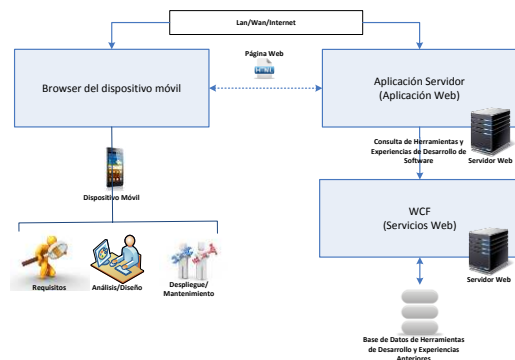 Lan/Wan/Internet
Página Web
HTML
Browser del dispositivo móvil
Aplicación Servidor
(Aplicación Web)
Consulta de Herramientas y
Experiencias de Desarrollo de
Software
Servidor Web
Dispositivo Móvil
WCF
(Servicios Web)
Servidor Web
Requisitos
Análisis/Diseño
Despliegue/
Mantenimiento
Base de Datos de Herramientas
de Desarrollo y Experiencias
Anteriores